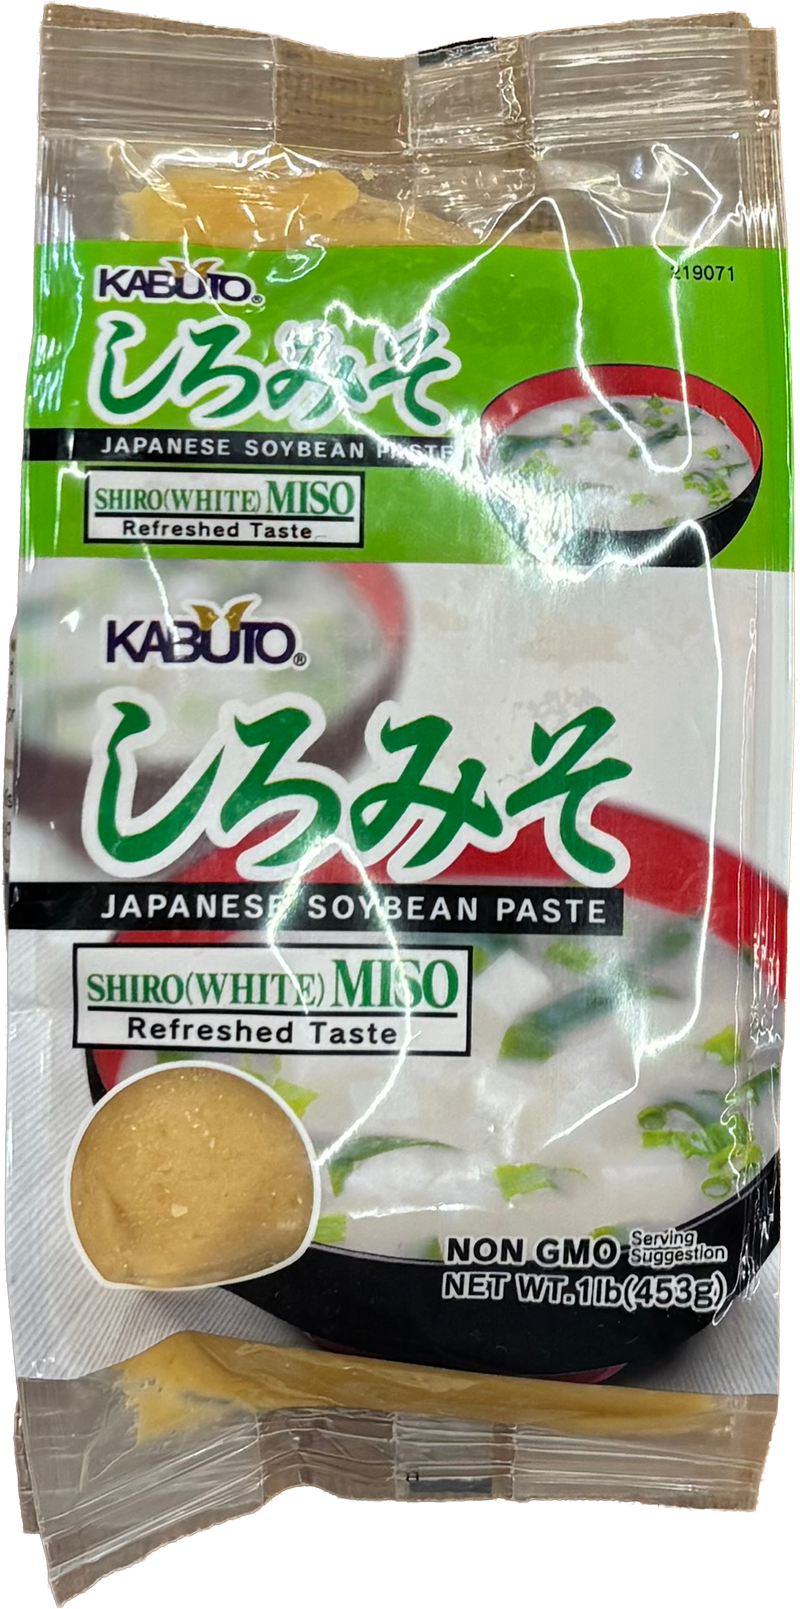 KABUTO®
219071
しろみそ
JAPANESE SOYBEAN PASTE
SHIRO(WHITE) MISO
Refreshed Taste
KABUTO®
しろみそ
JAPANESE SOYBEAN PASTE
SHIRO(WHITE) MISO
Refreshed Taste
NON GMO Serving
Suggestion
NET WT.1lb(453g)